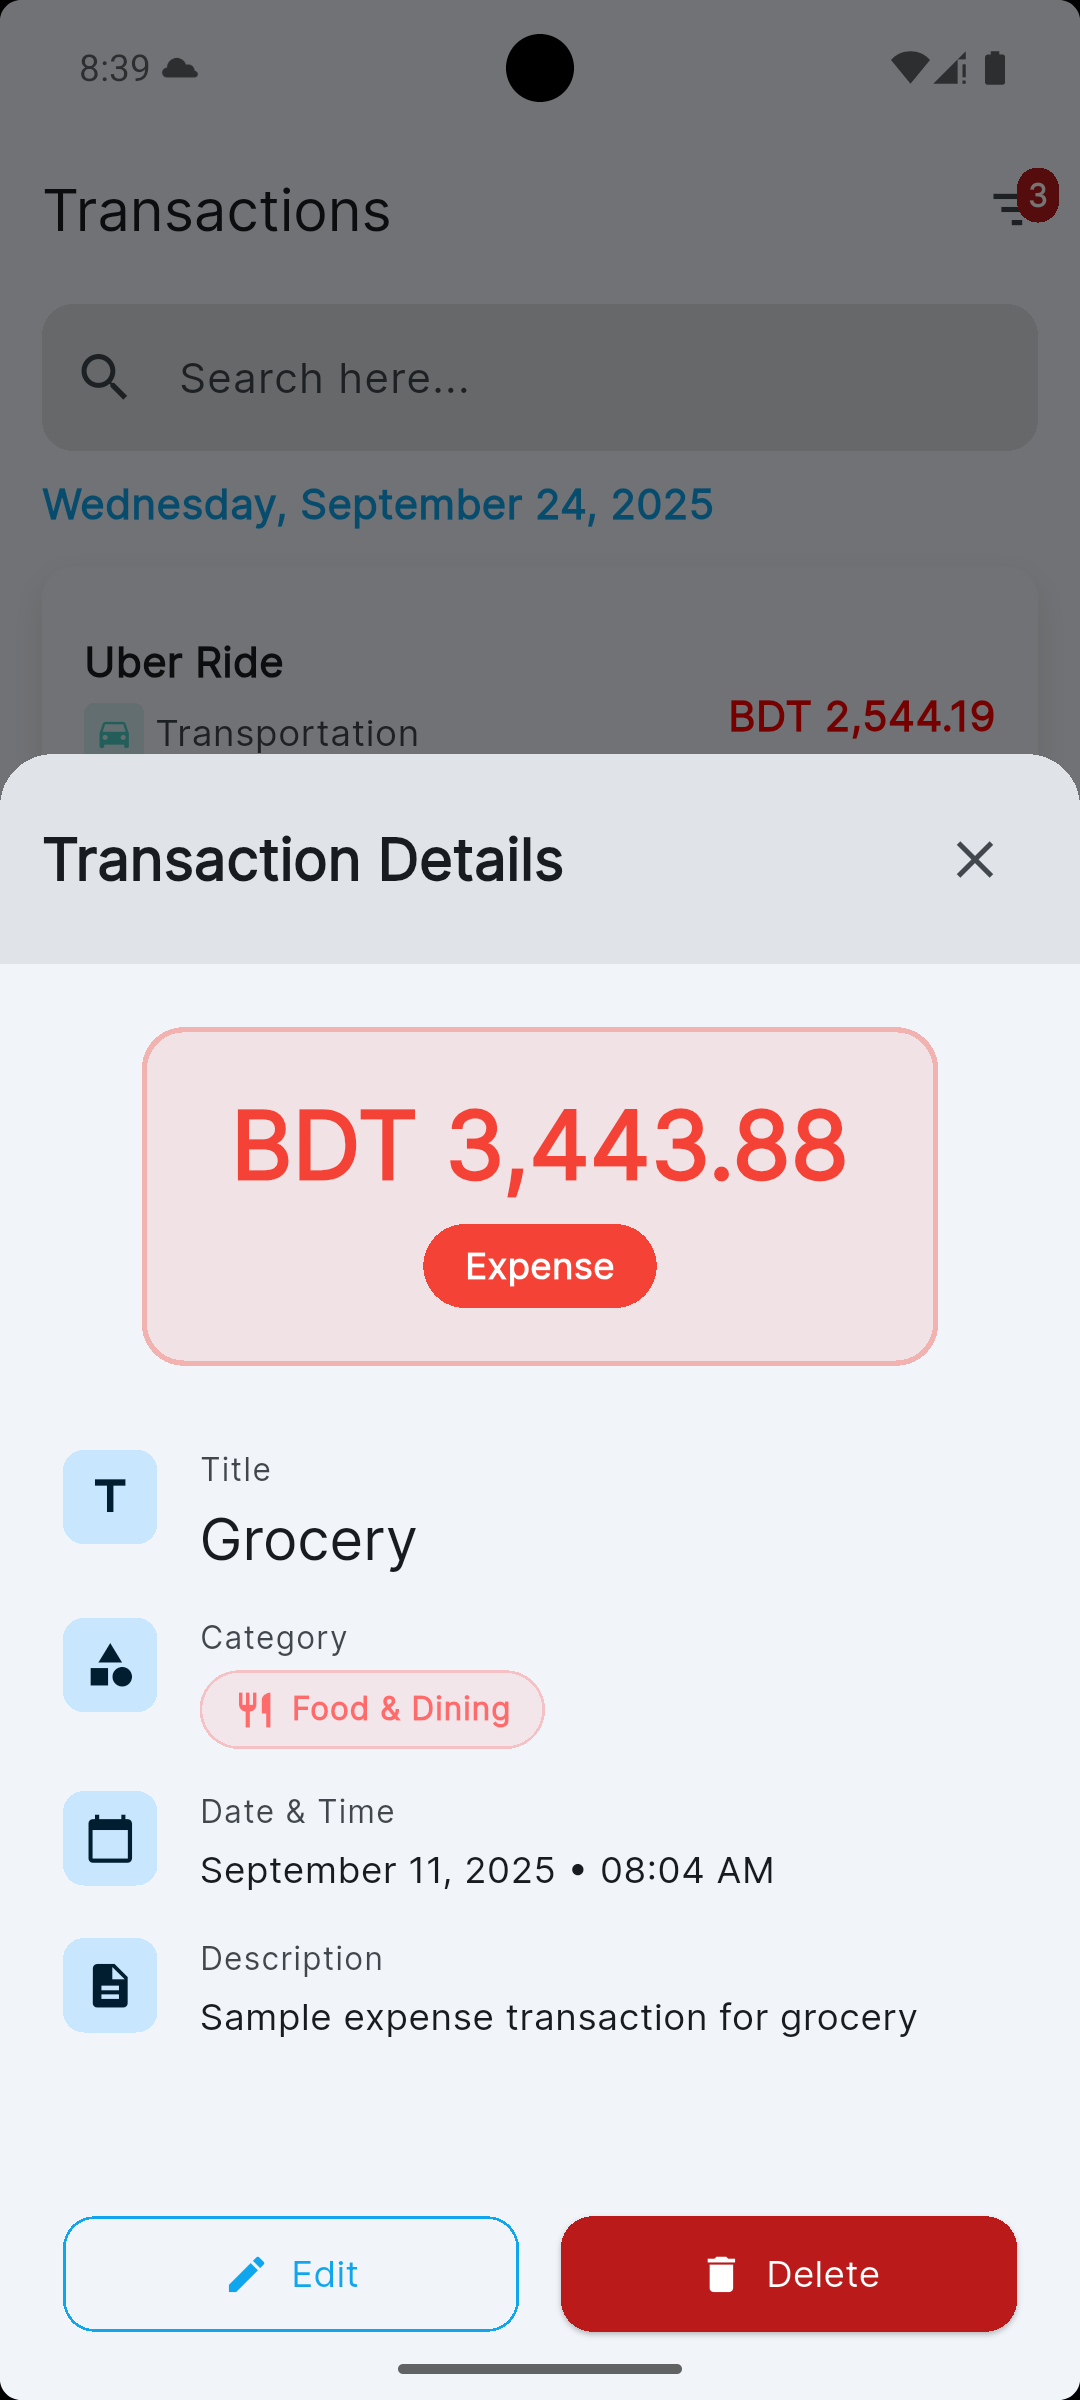 8:39
Transactions
3
Search here...
Wednesday, September 24, 2025
Uber Ride
Transportation
BDT 2,544.19
Transaction Details
BDT 3,443.88
Expense
Title
Grocery
Category
Food & Dining
Date & Time
September 11, 2025 • 08:04 AM
Description
Sample expense transaction for grocery
Edit
Delete